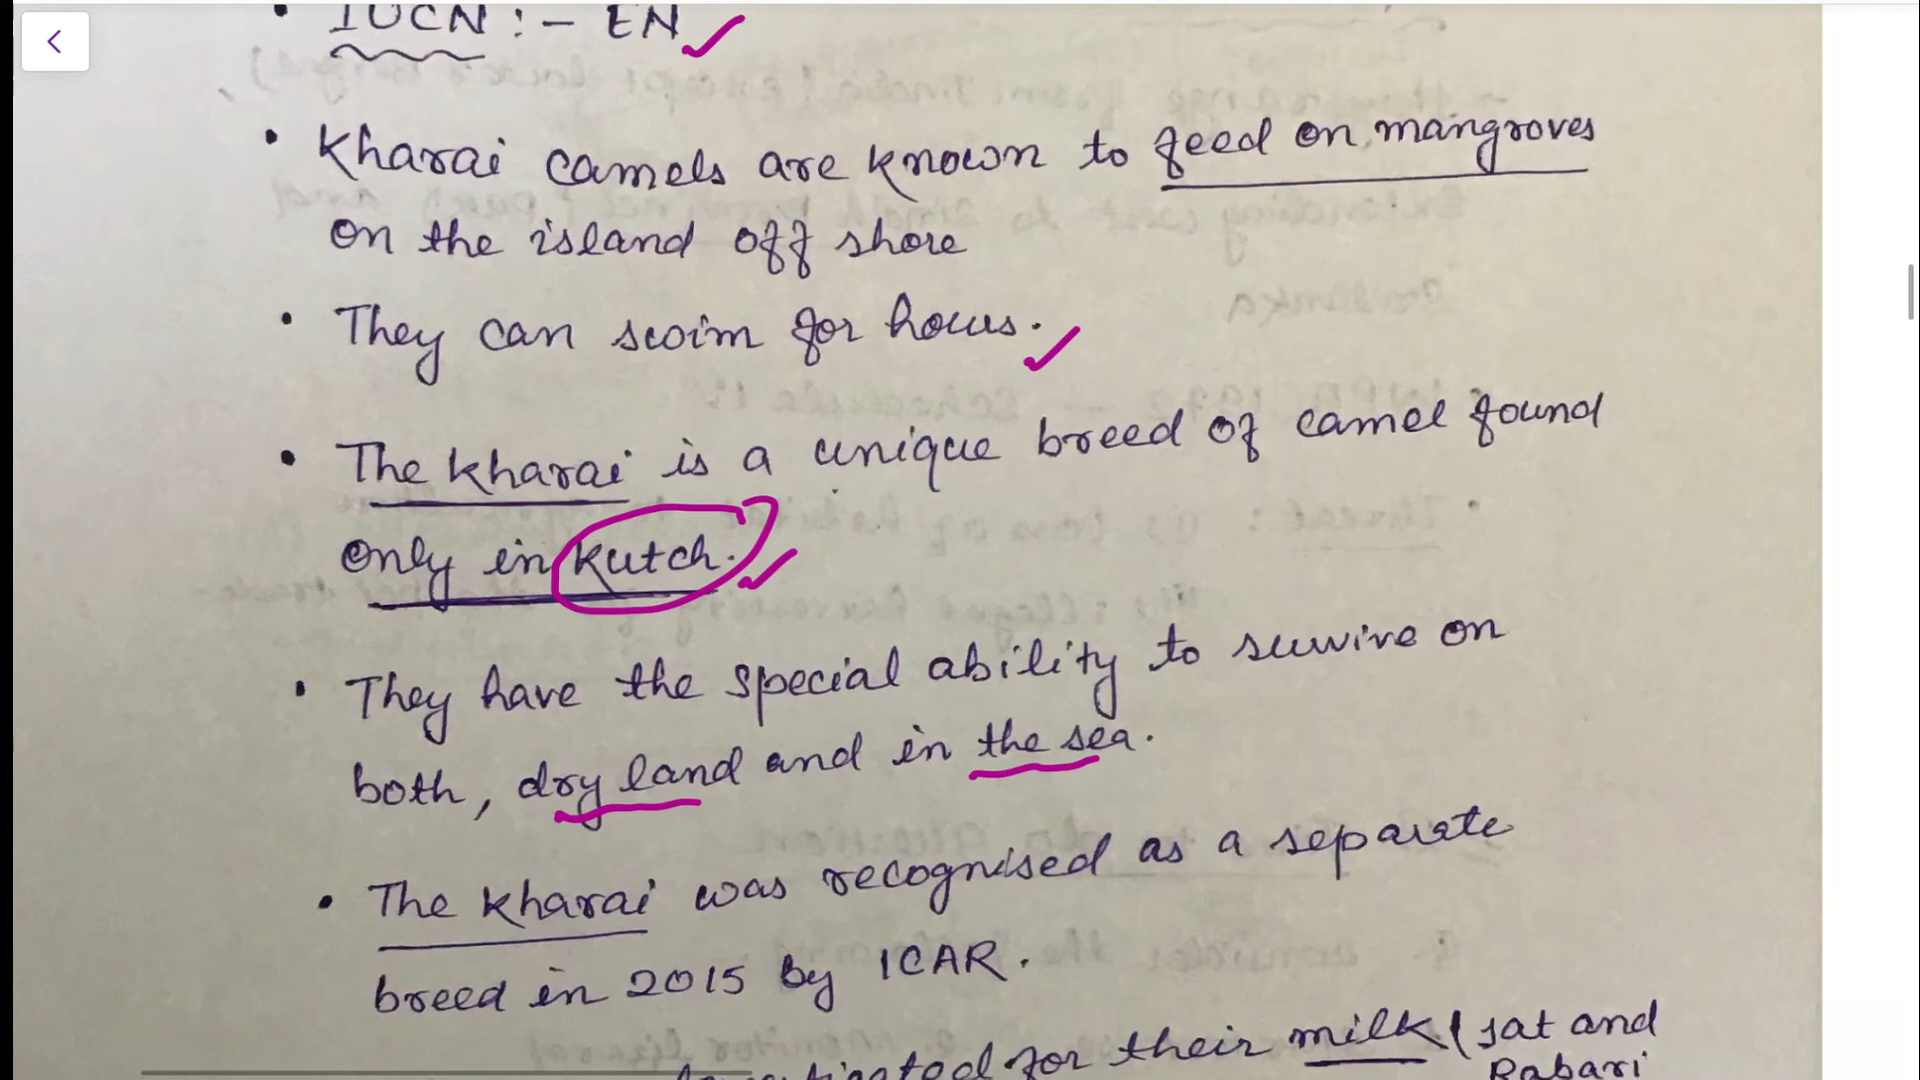 • IUCN :- EN
• Kharai camels are known to feed on mangroves
on the island off shore
• They can swim for hours.
• The Kharai is a unique breed of camel found
only in Kutch.
• They have the special ability to survive on
both, dry land and in the sea.
• The Kharai was recognised as a separate
breed in 2015 by ICAR.
for their milk ( Jat and
Rabari